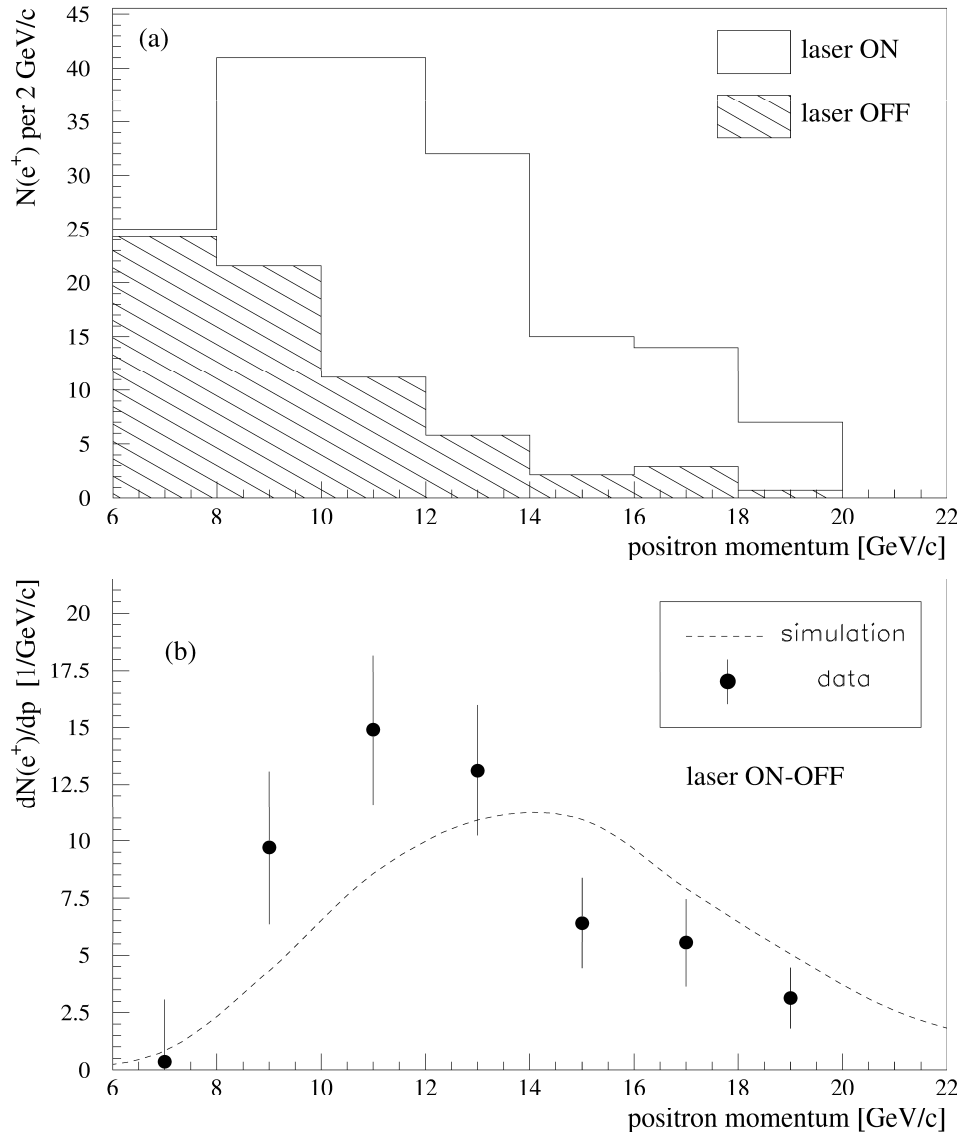 (a)
laser ON
laser OFF
N(e⁺) per 2 GeV/c
45
40
35
30
25
20
15
10
5
0
6 8 10 12 14 16 18 20 22
positron momentum [GeV/c]
(b)
simulation
data
laser ON-OFF
dN(e⁺)/dp [1/GeV/c]
20
17.5
15
12.5
10
7.5
5
2.5
0
6 8 10 12 14 16 18 20 22
positron momentum [GeV/c]